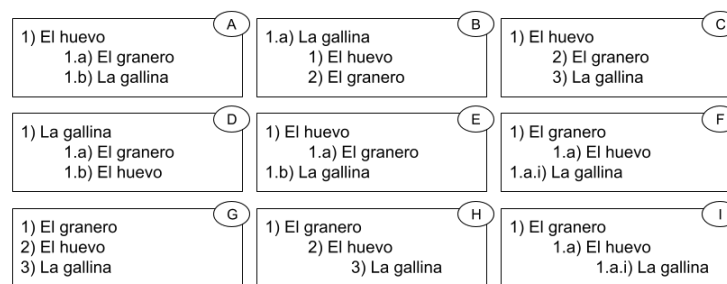 A
1) El huevo
1.a) El granero
1.b) La gallina
B
1.a) La gallina
1) El huevo
2) El granero
C
1) El huevo
2) El granero
3) La gallina
D
1) La gallina
1.a) El granero
1.b) El huevo
E
1) El huevo
1.a) El granero
1.b) La gallina
F
1) El granero
1.a) El huevo
1.a.i) La gallina
G
1) El granero
2) El huevo
3) La gallina
H
1) El granero
2) El huevo
3) La gallina
I
1) El granero
1.a) El huevo
1.a.i) La gallina